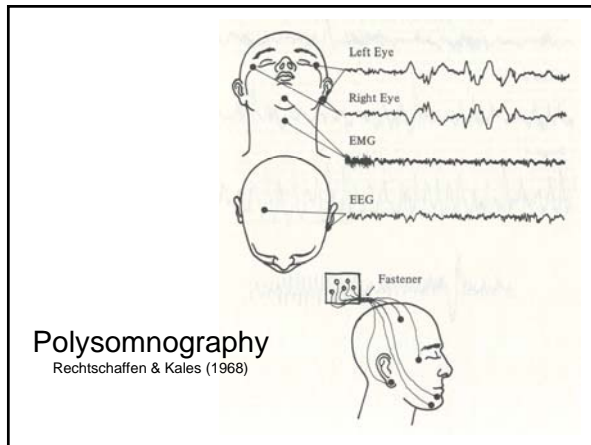 Left Eye
Right Eye
EMG
EEG
Fastener
Polysomnography
Rechtschaffen & Kales (1968)